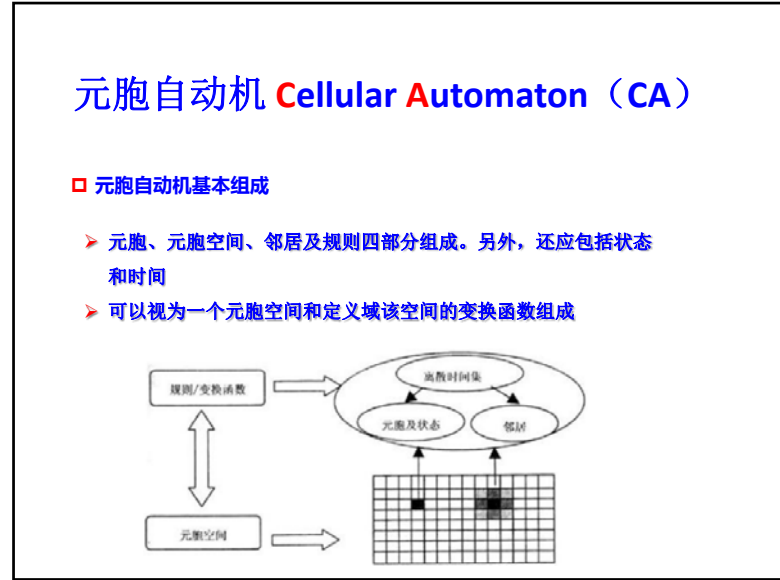 元胞自动机 Cellular Automaton（CA）
元胞自动机基本组成
元胞、元胞空间、邻居及规则四部分组成。另外，还应包括状态
和时间
可以视为一个元胞空间和定义域该空间的变换函数组成
离散时间集
规则/变换函数
元胞及状态
邻居
元胞空间